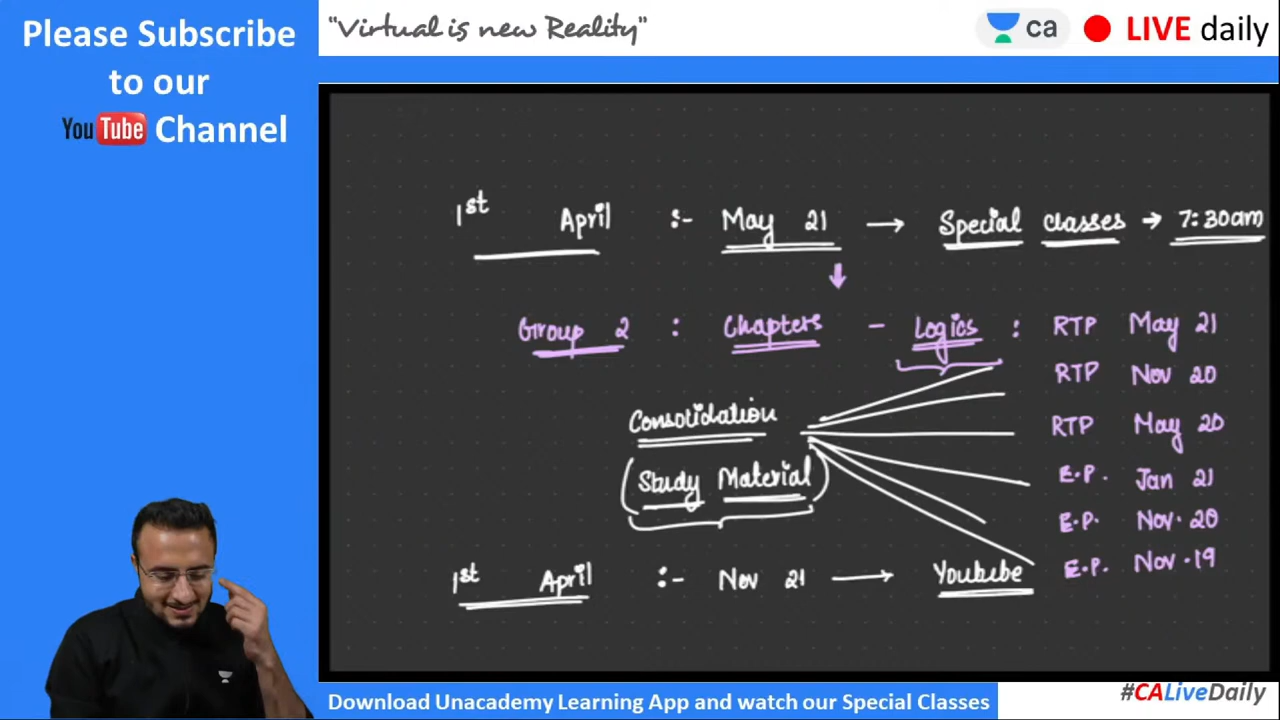 Please Subscribe
to our
YouTube Channel
"Virtual is new Reality"
ca
LIVE daily
1st April :- May 21 → Special classes → 7:30am
Group 2 : Chapters - Logics : RTP May 21
RTP Nov 20
Consolidation
RTP May 20
(Study Material)
E.P. Jan 21
E.P. Nov. 20
E.P. Nov. 19
1st April :- Nov 21 → Youtube
Download Unacademy Learning App and watch our Special Classes
#CALiveDaily